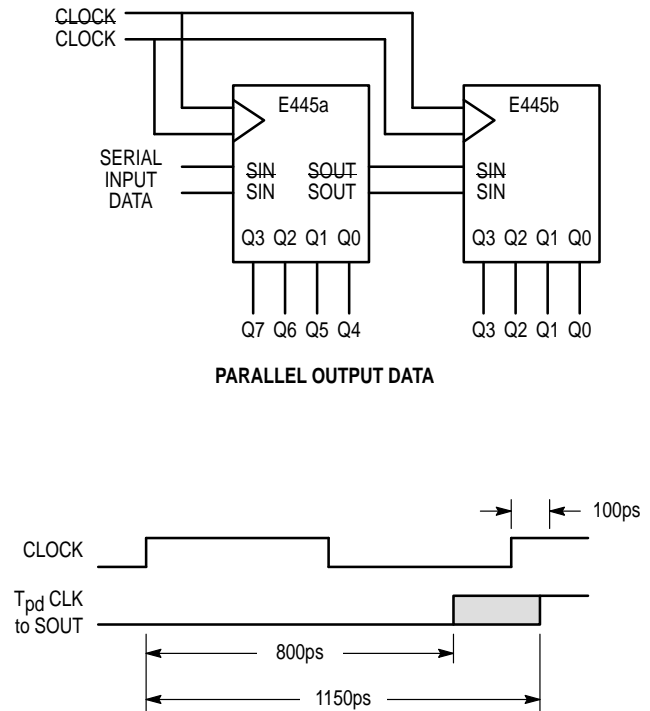 CLOCK
CLOCK
E445a
E445b
SERIAL
INPUT
DATA
SIN
SIN
SOUT
SOUT
SIN
SIN
Q3 Q2 Q1 Q0
Q3 Q2 Q1 Q0
Q7 Q6 Q5 Q4
Q3 Q2 Q1 Q0
PARALLEL OUTPUT DATA
100ps
CLOCK
Tpd CLK
to SOUT
800ps
1150ps